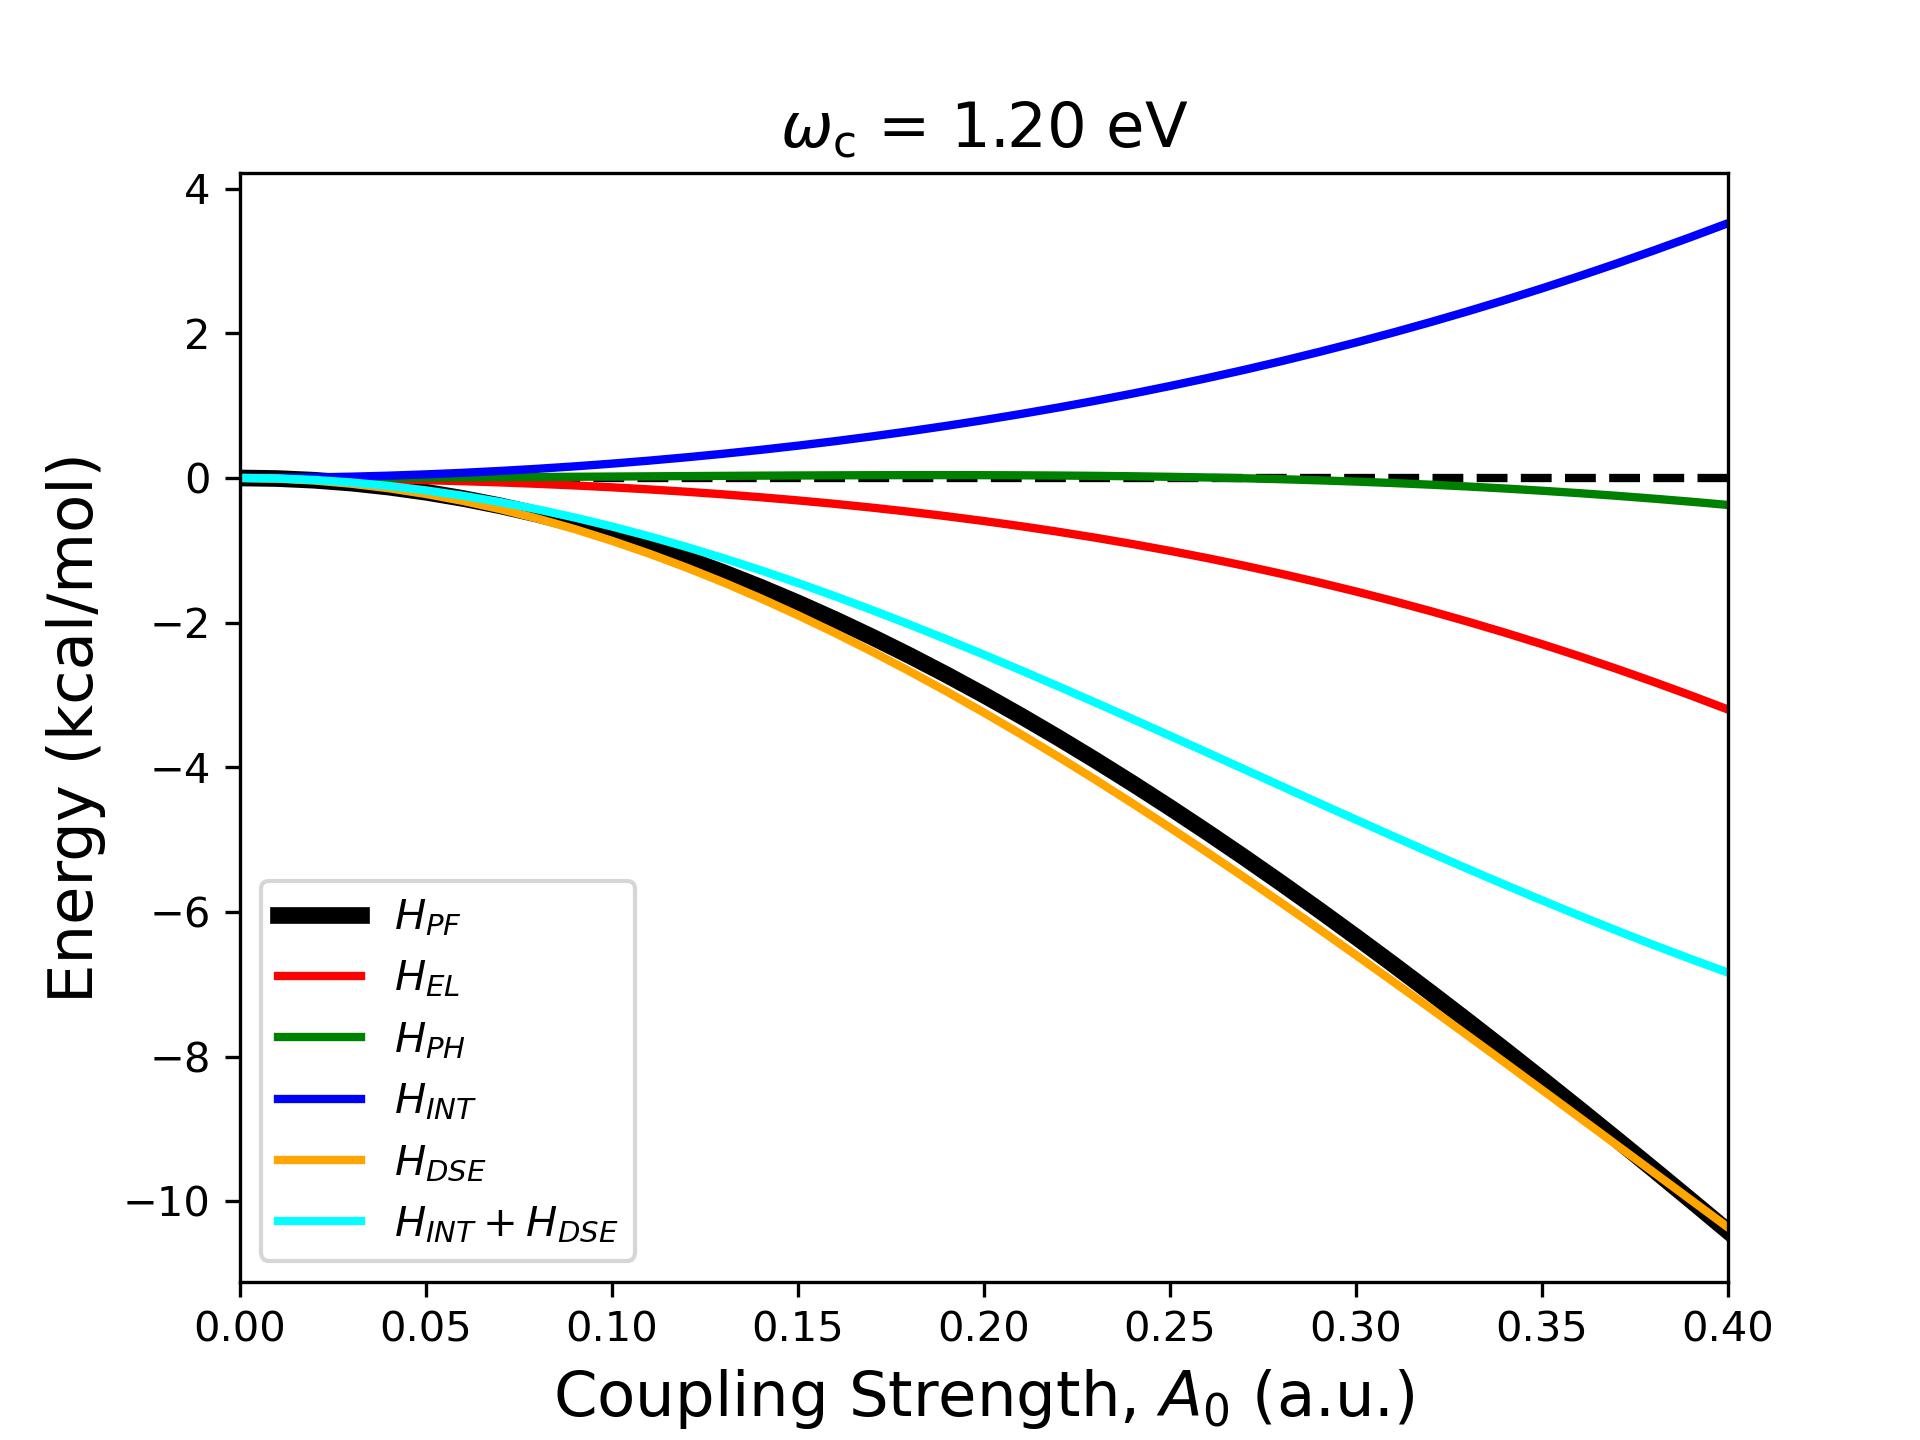 ω_c = 1.20 eV
4
2
0
−2
−4
−6
−8
−10
Energy (kcal/mol)
H_PF
H_EL
H_PH
H_INT
H_DSE
H_INT + H_DSE
0.00 0.05 0.10 0.15 0.20 0.25 0.30 0.35 0.40
Coupling Strength, A_0 (a.u.)